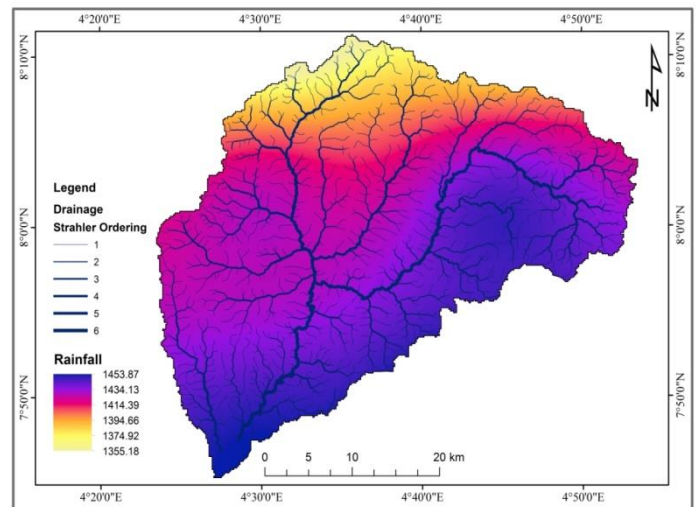 4°20'0"E 4°30'0"E 4°40'0"E 4°50'0"E
8°10'0"N 8°10'0"N
N
Legend
Drainage
Strahler Ordering
1
2
3
4
5
6
8°0'0"N 8°0'0"N
Rainfall
1453.87
1434.13
1414.39
1394.66
1374.92
1355.18
7°50'0"N 7°50'0"N
0 5 10 20 km
4°20'0"E 4°30'0"E 4°40'0"E 4°50'0"E